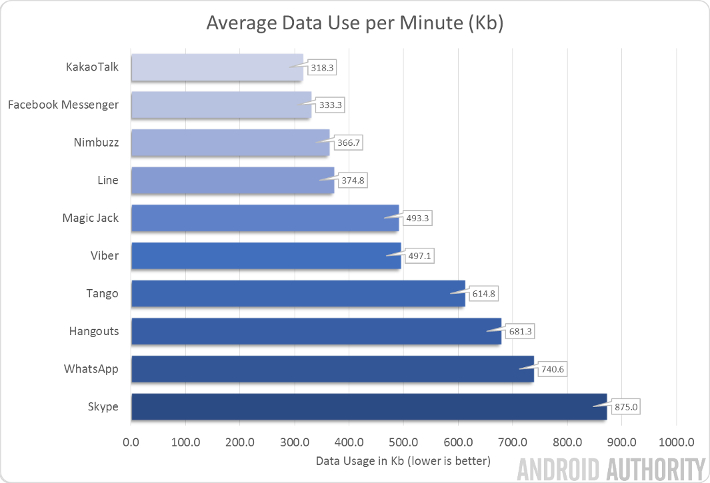 Average Data Use per Minute (Kb)
KakaoTalk 318.3
Facebook Messenger 333.3
Nimbuzz 366.7
Line 374.8
Magic Jack 493.3
Viber 497.1
Tango 614.8
Hangouts 681.3
WhatsApp 740.6
Skype 875.0
0.0 100.0 200.0 300.0 400.0 500.0 600.0 700.0 800.0 900.0 1000.0
Data Usage in Kb (lower is better)
ANDROID AUTHORITY